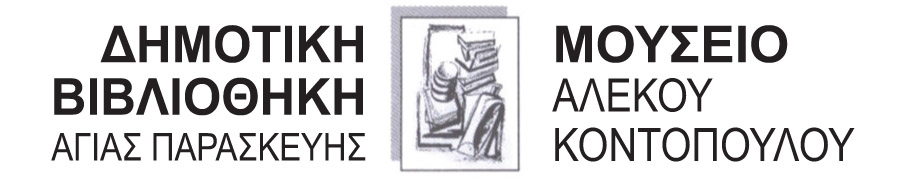 ΔΗΜΟΤΙΚΗ
ΒΙΒΛΙΟΘΗΚΗ
ΑΓΙΑΣ ΠΑΡΑΣΚΕΥΗΣ
ΜΟΥΣΕΙΟ
ΑΛΕΚΟΥ
ΚΟΝΤΟΠΟΥΛΟΥ